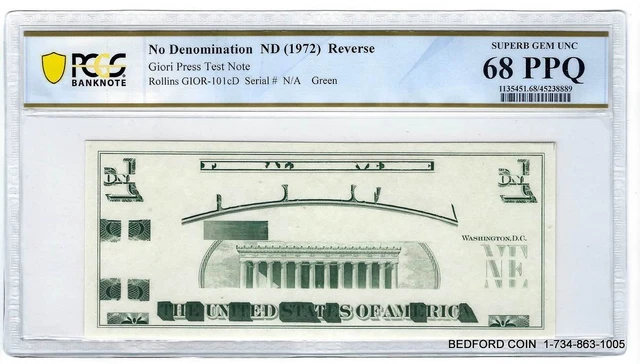 PCGS
BANKNOTE
No Denomination ND (1972) Reverse
Giori Press Test Note
Rollins GIOR-101cD Serial # N/A Green
SUPERB GEM UNC
68 PPQ
1135451.68/45238889
WASHINGTON, D.C.
NE
THE UNITED STATES OF AMERICA
BEDFORD COIN 1-734-863-1005